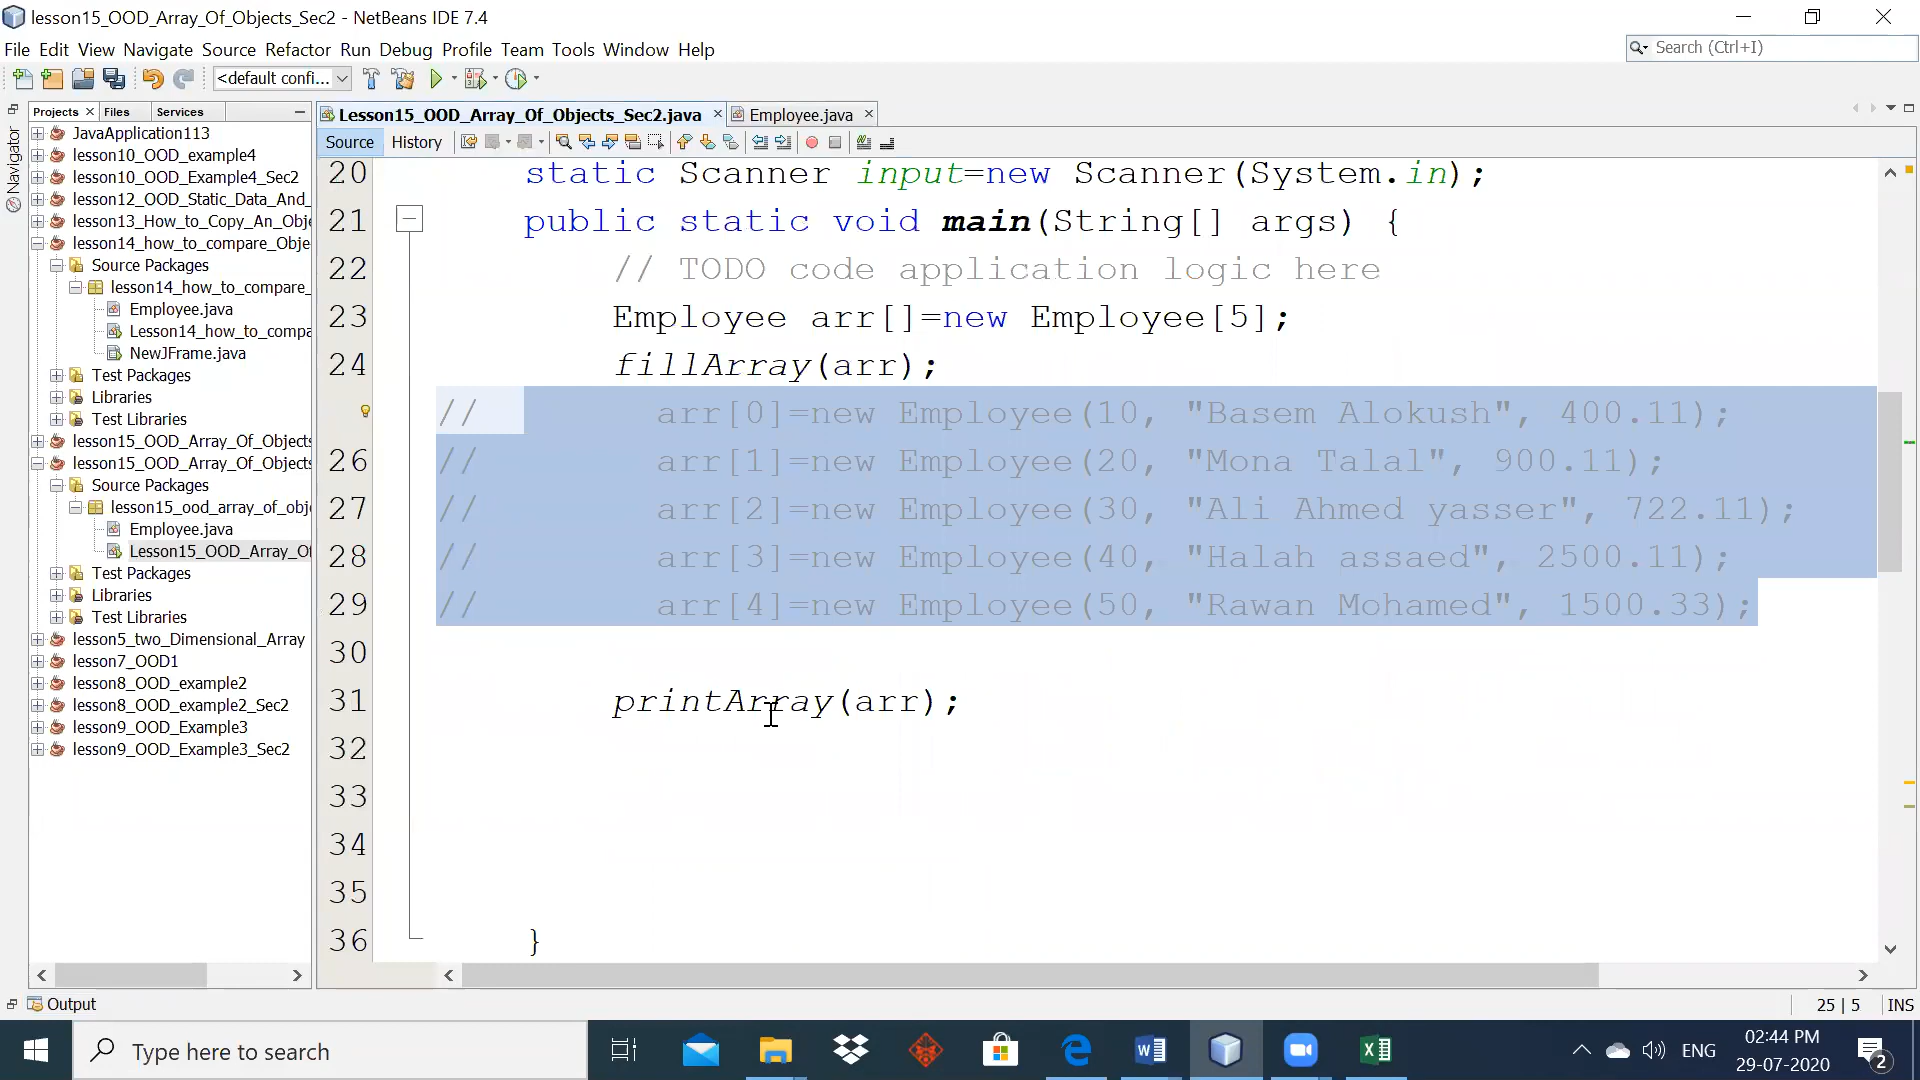 lesson15_OOD_Array_Of_Objects_Sec2 - NetBeans IDE 7.4
File Edit View Navigate Source Refactor Run Debug Profile Team Tools Window Help
Search (Ctrl+I)
<default confi...
Projects Files Services
Navigator
JavaApplication113
lesson10_OOD_example4
lesson10_OOD_Example4_Sec2
lesson12_OOD_Static_Data_And_
lesson13_How_to_Copy_An_Obje
lesson14_how_to_compare_Obje
Source Packages
lesson14_how_to_compare_
Employee.java
Lesson14_how_to_compa
NewJFrame.java
Test Packages
Libraries
Test Libraries
lesson15_OOD_Array_Of_Objects
lesson15_OOD_Array_Of_Objects
Source Packages
lesson15_ood_array_of_obj
Employee.java
Lesson15_OOD_Array_Of
Test Packages
Libraries
Test Libraries
lesson5_two_Dimensional_Array
lesson7_OOD1
lesson8_OOD_example2
lesson8_OOD_example2_Sec2
lesson9_OOD_Example3
lesson9_OOD_Example3_Sec2
Lesson15_OOD_Array_Of_Objects_Sec2.java Employee.java
Source History
20 static Scanner input=new Scanner(System.in);
21 public static void main(String[] args) {
22 // TODO code application logic here
23 Employee arr[]=new Employee[5];
24 fillArray(arr);
// arr[0]=new Employee(10, "Basem Alokush", 400.11);
26 // arr[1]=new Employee(20, "Mona Talal", 900.11);
27 // arr[2]=new Employee(30, "Ali Ahmed yasser", 722.11);
28 // arr[3]=new Employee(40, "Halah assaed", 2500.11);
29 // arr[4]=new Employee(50, "Rawan Mohamed", 1500.33);
30
31 printArray(arr);
32
33
34
35
36 }
Output
25 | 5 INS
Type here to search
ENG
02:44 PM
29-07-2020
2